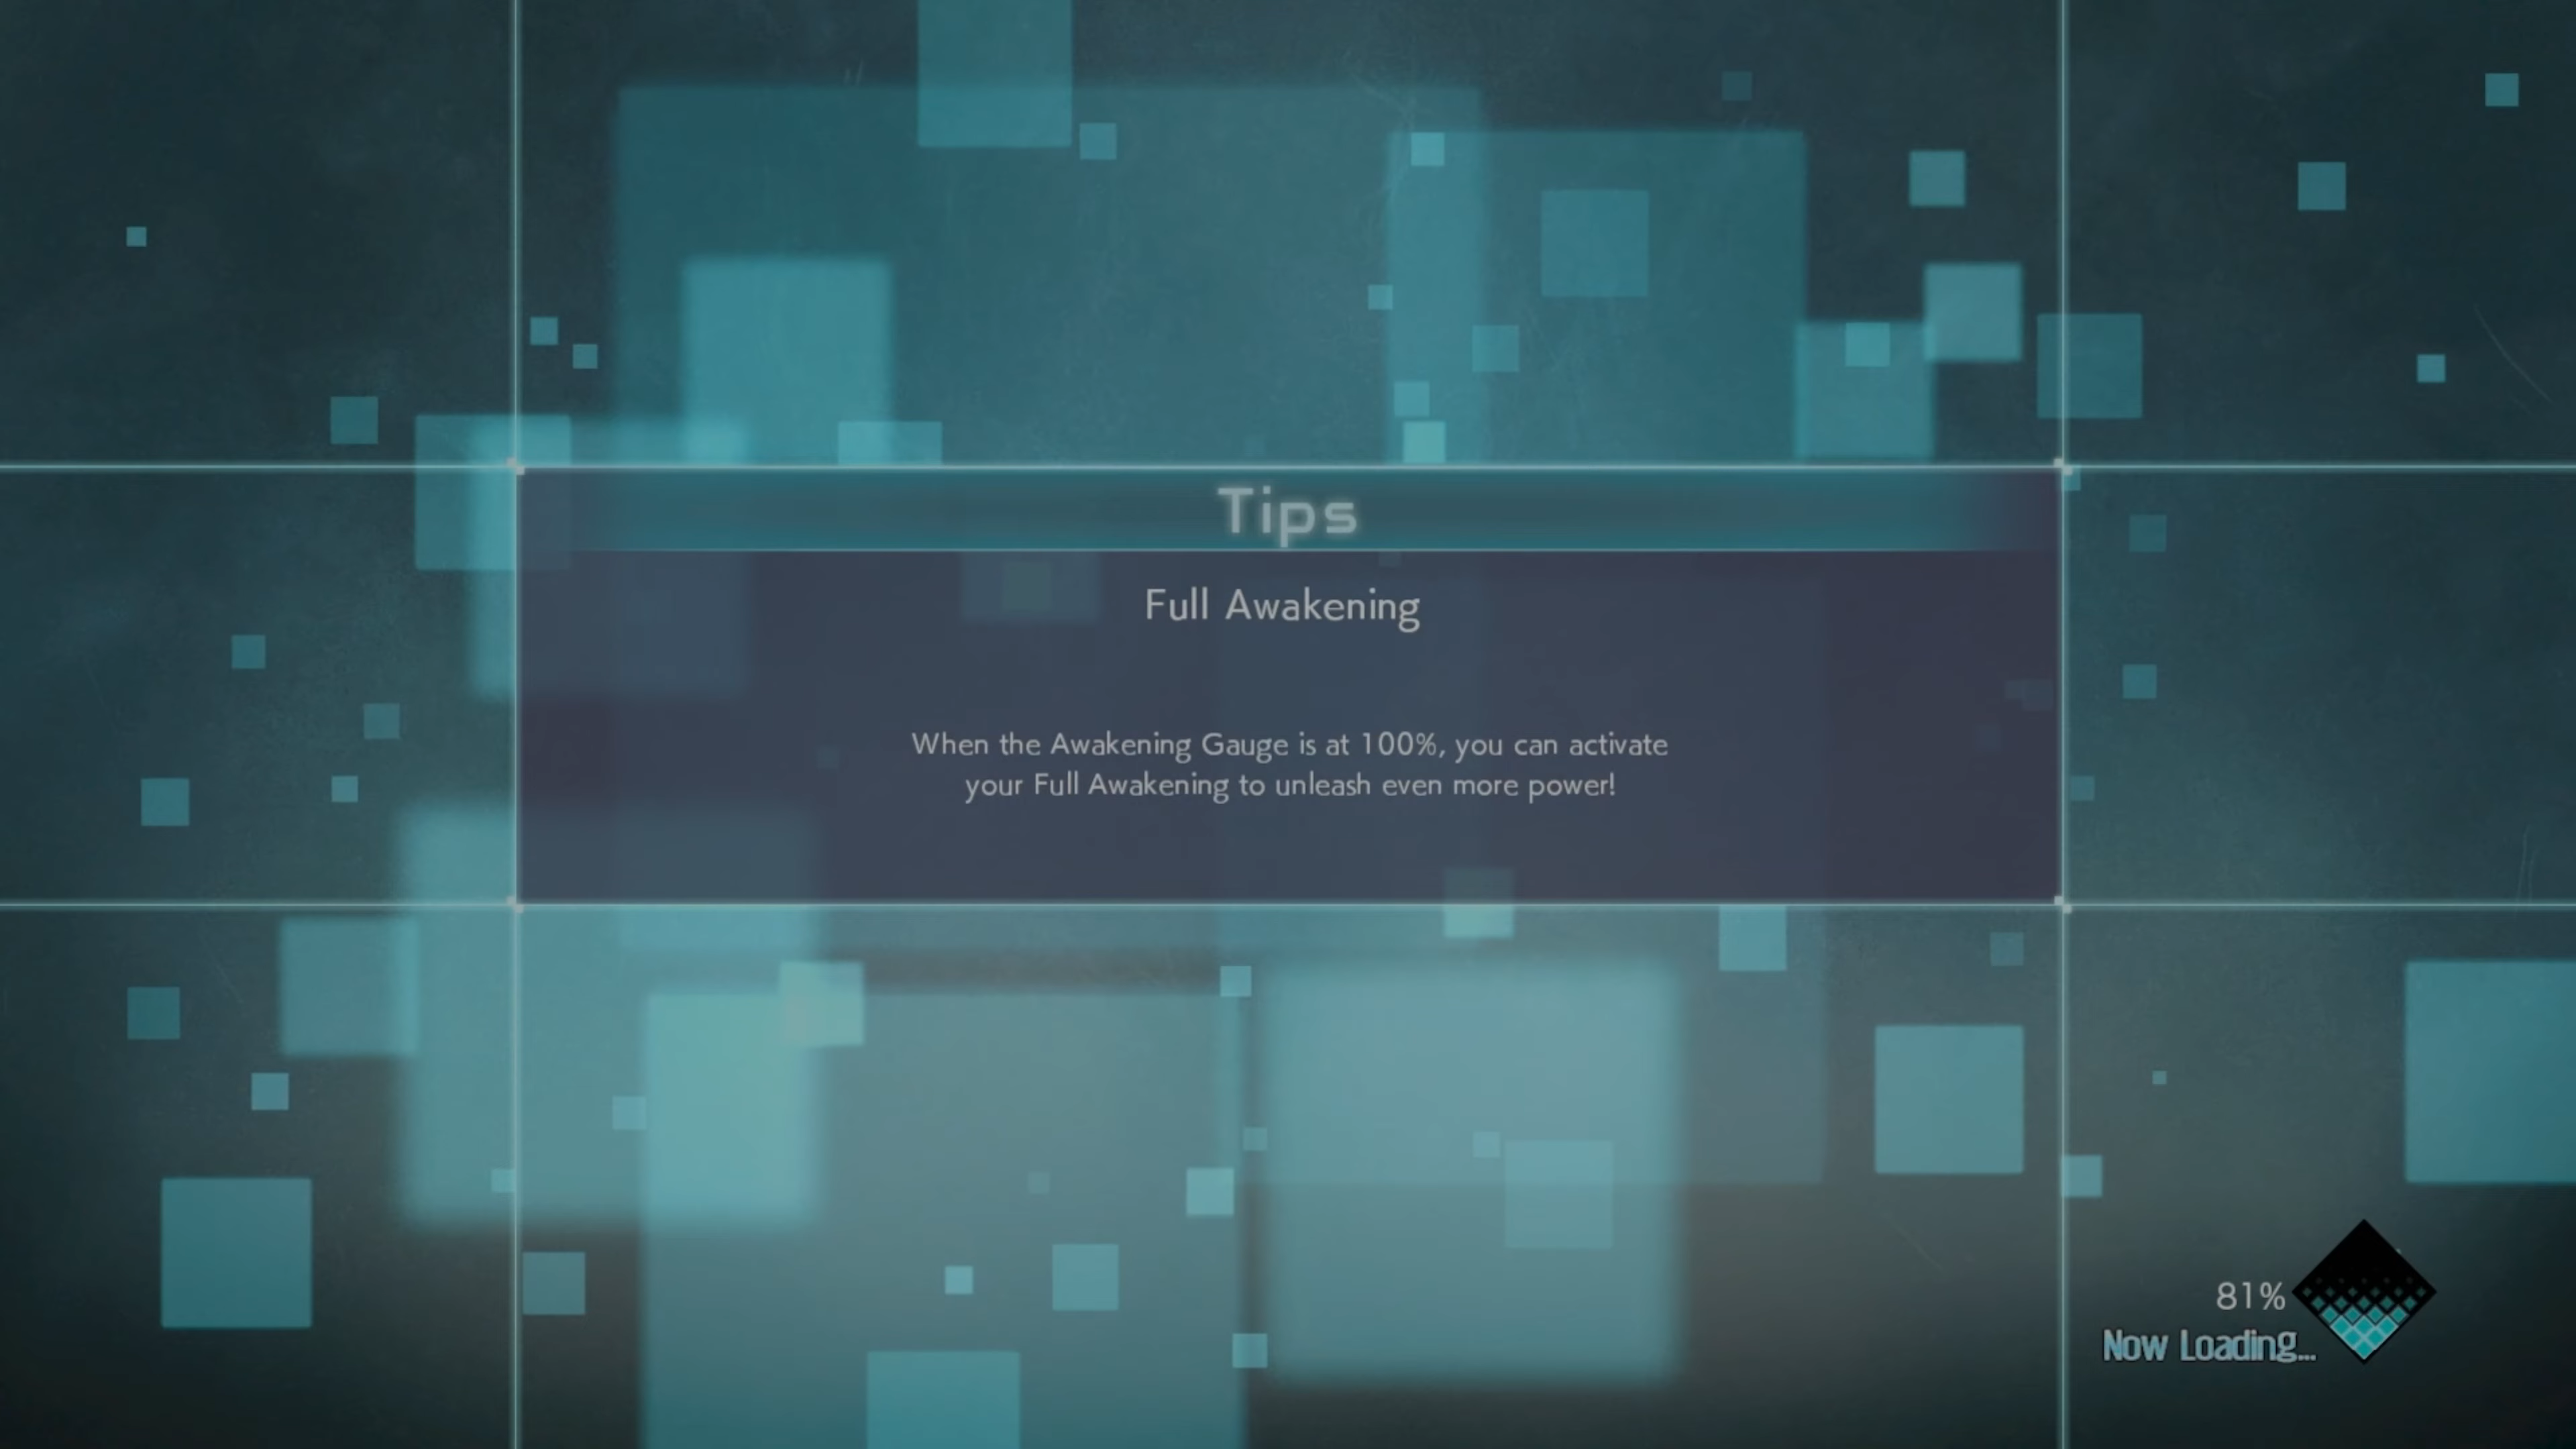 Tips
Full Awakening
When the Awakening Gauge is at 100%, you can activate
your Full Awakening to unleash even more power!
81%
Now Loading...